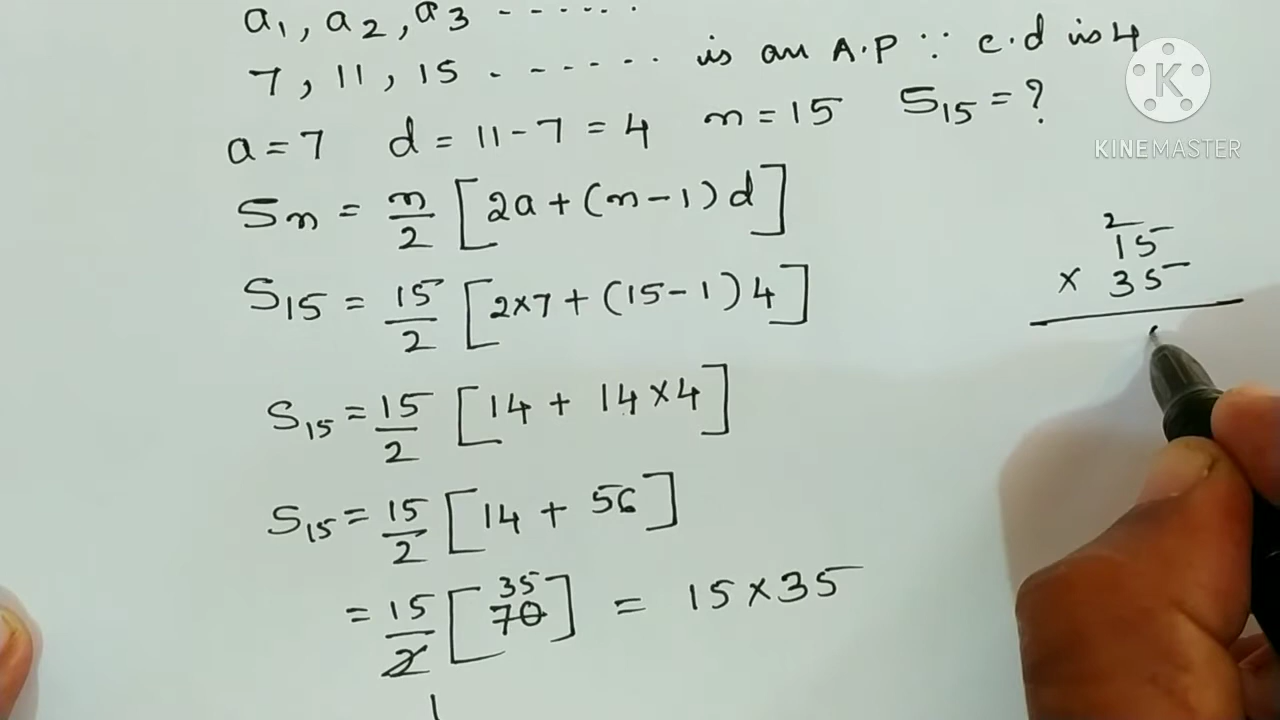 a₁, a₂, a₃ - - - - - -
7, 11, 15 - - - - - - is an A.P ∵ c.d is 4
a = 7 d = 11 - 7 = 4 n = 15 S₁₅ = ?
Sn = n/2 [2a + (n - 1) d]
S₁₅ = 15/2 [2×7 + (15 - 1) 4]
S₁₅ = 15/2 [14 + 14 × 4]
S₁₅ = 15/2 [14 + 56]
= 15/2 [70] = 15 × 35
35
1
2
15
× 35
K
KINEMASTER